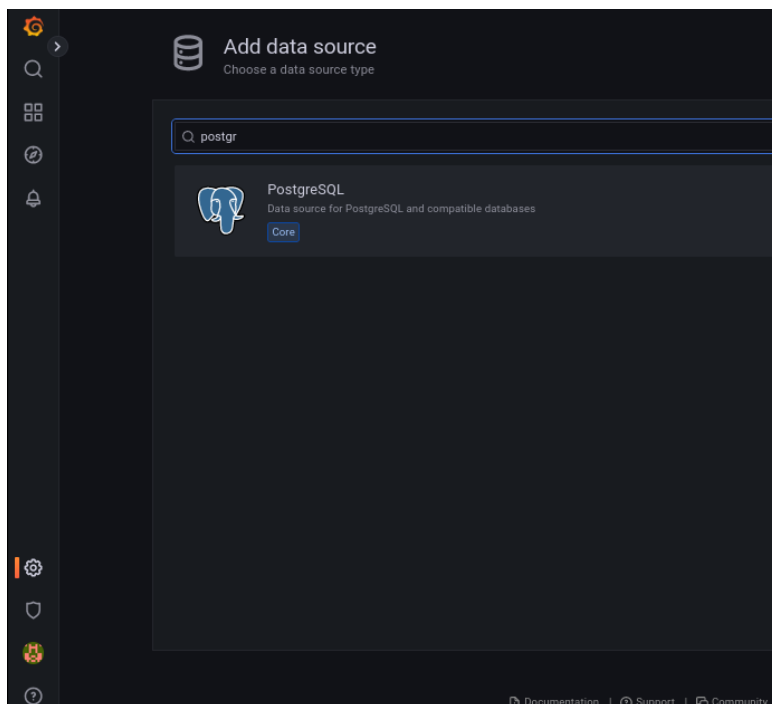 Add data source
Choose a data source type
postgr
PostgreSQL
Data source for PostgreSQL and compatible databases
Core
Documentation | Support | Community